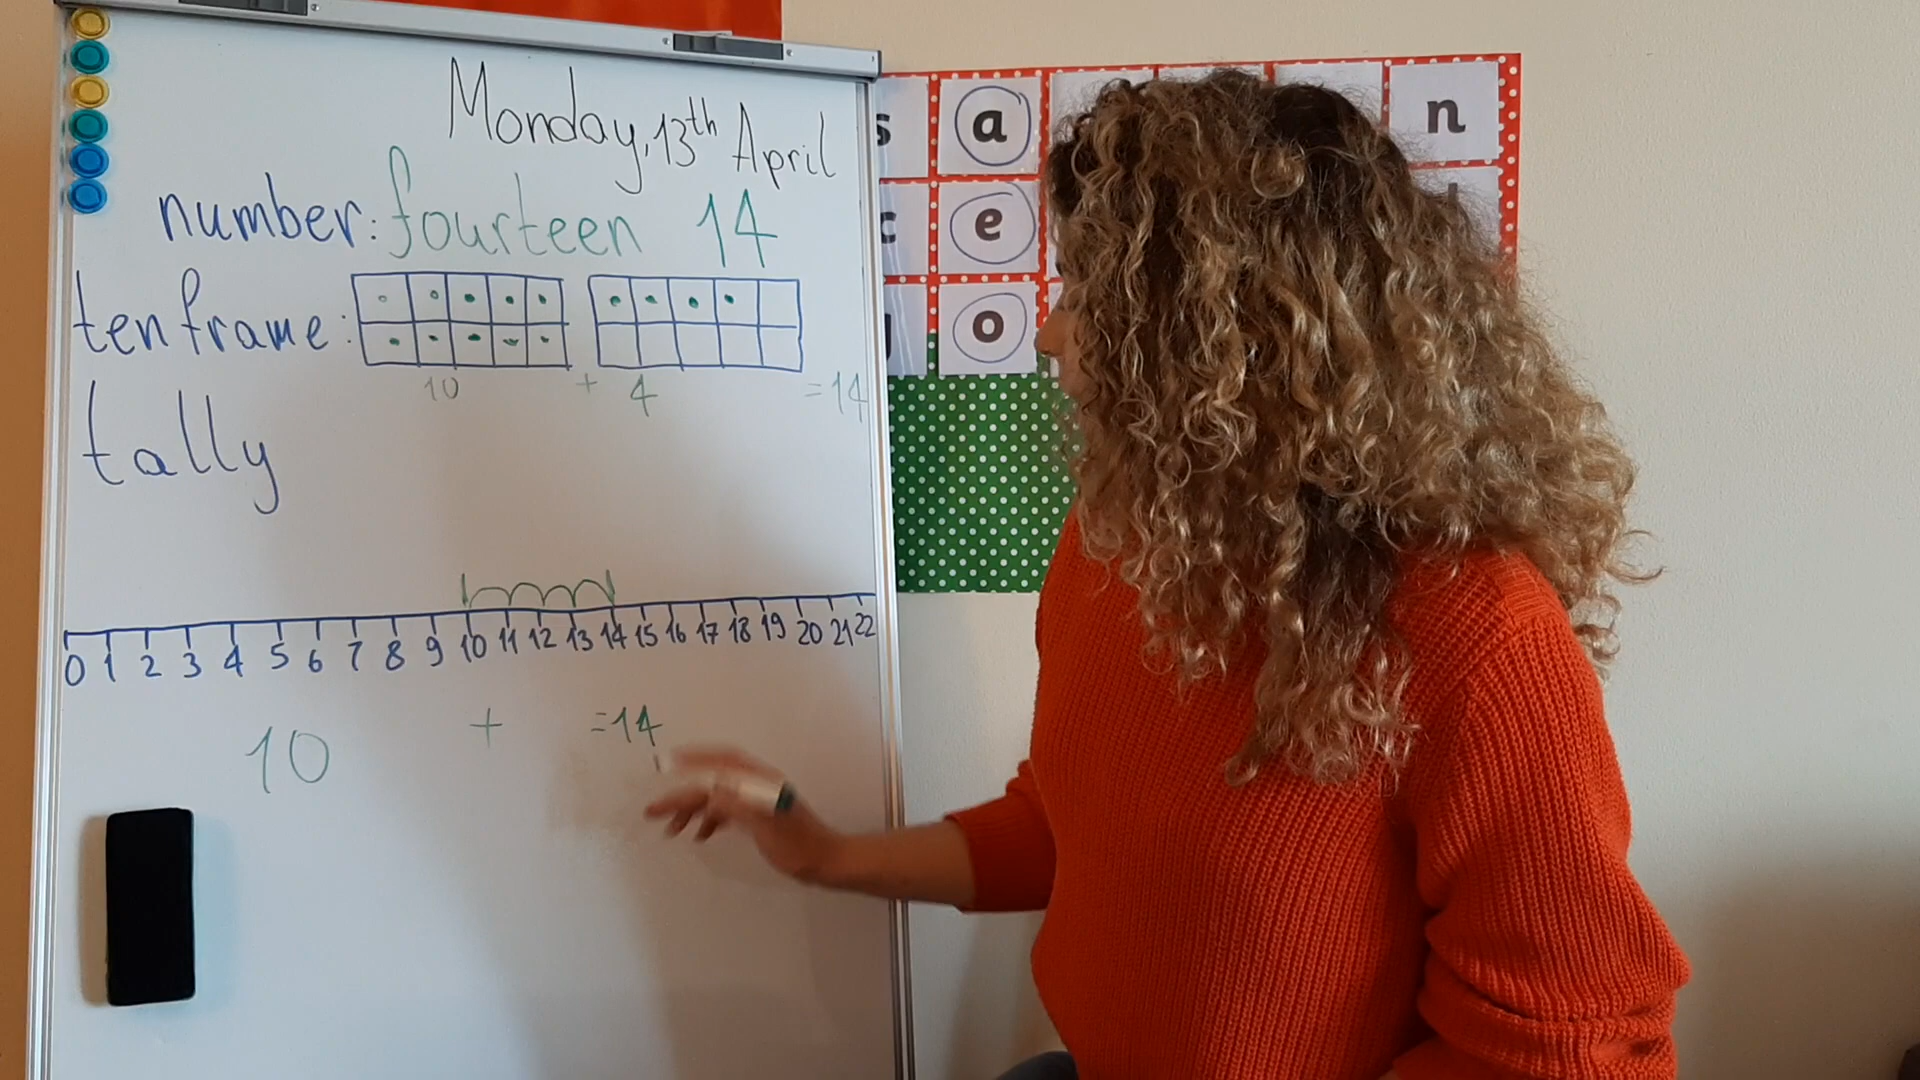 Monday, 13th April
number: fourteen 14
ten frame:
10 + 4 = 14
tally
0 1 2 3 4 5 6 7 8 9 10 11 12 13 14 15 16 17 18 19 20 21 22
10 + =14
s a n
c e
o